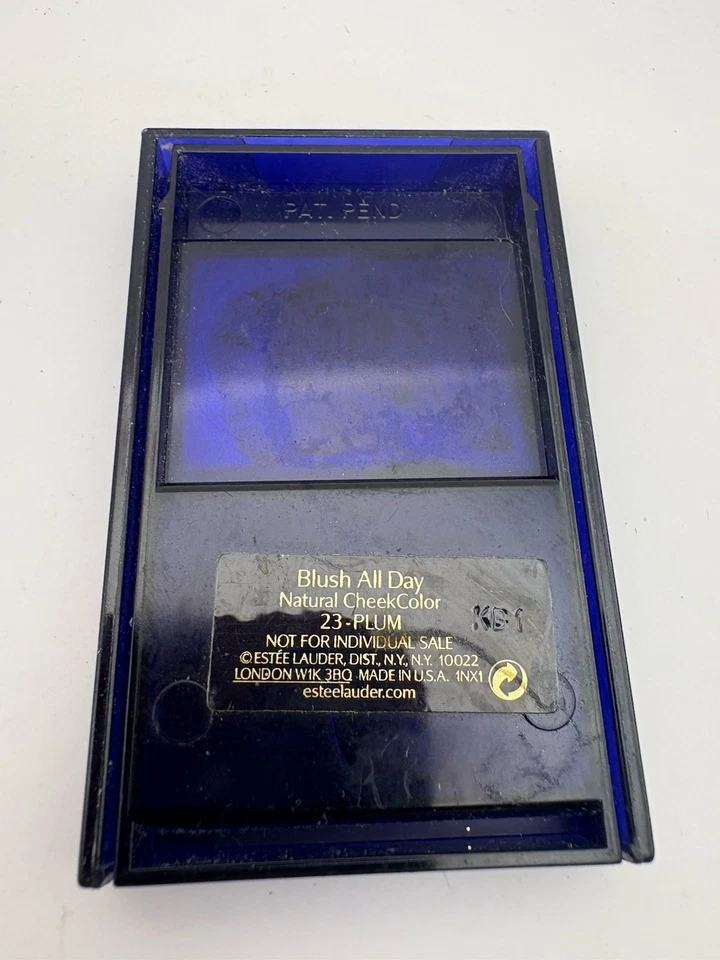 PAT. PEND
Blush All Day
Natural CheekColor
23-PLUM
KB1
NOT FOR INDIVIDUAL SALE
© ESTÉE LAUDER, DIST., N.Y., N.Y. 10022
LONDON W1K 3BQ MADE IN U.S.A. 1NX1
esteelauder.com